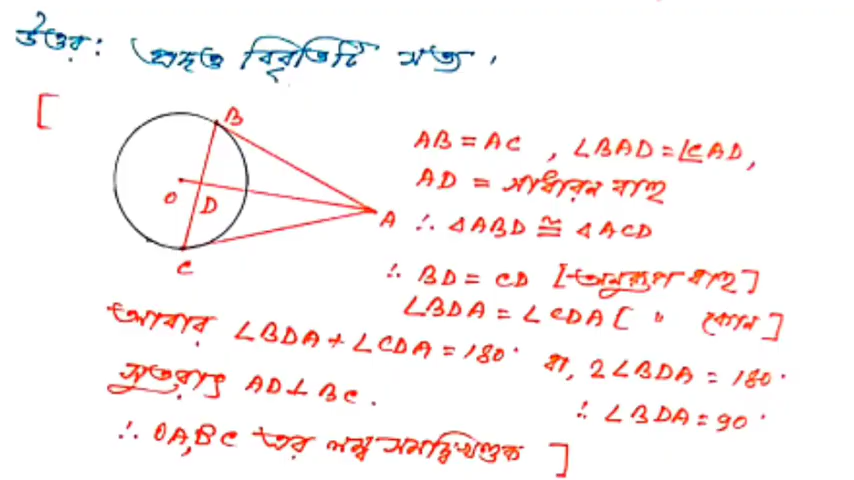 উত্তর: প্রদত্ত বিবৃতিটি সত্য।
[
B
O
D
A
C
AB = AC , ∠BAD = ∠CAD,
AD = সাধারন বাহু
∴ △ABD ≅ △ACD
∴ BD = CD [অনুরূপ বাহু]
∠BDA = ∠CDA [ " কোন]
আবার ∠BDA + ∠CDA = 180° বা, 2∠BDA = 180°
সুতরাং AD⊥BC. ∴ ∠BDA = 90°
∴ OA, BC এর লম্ব সমদ্বিখণ্ডক ]